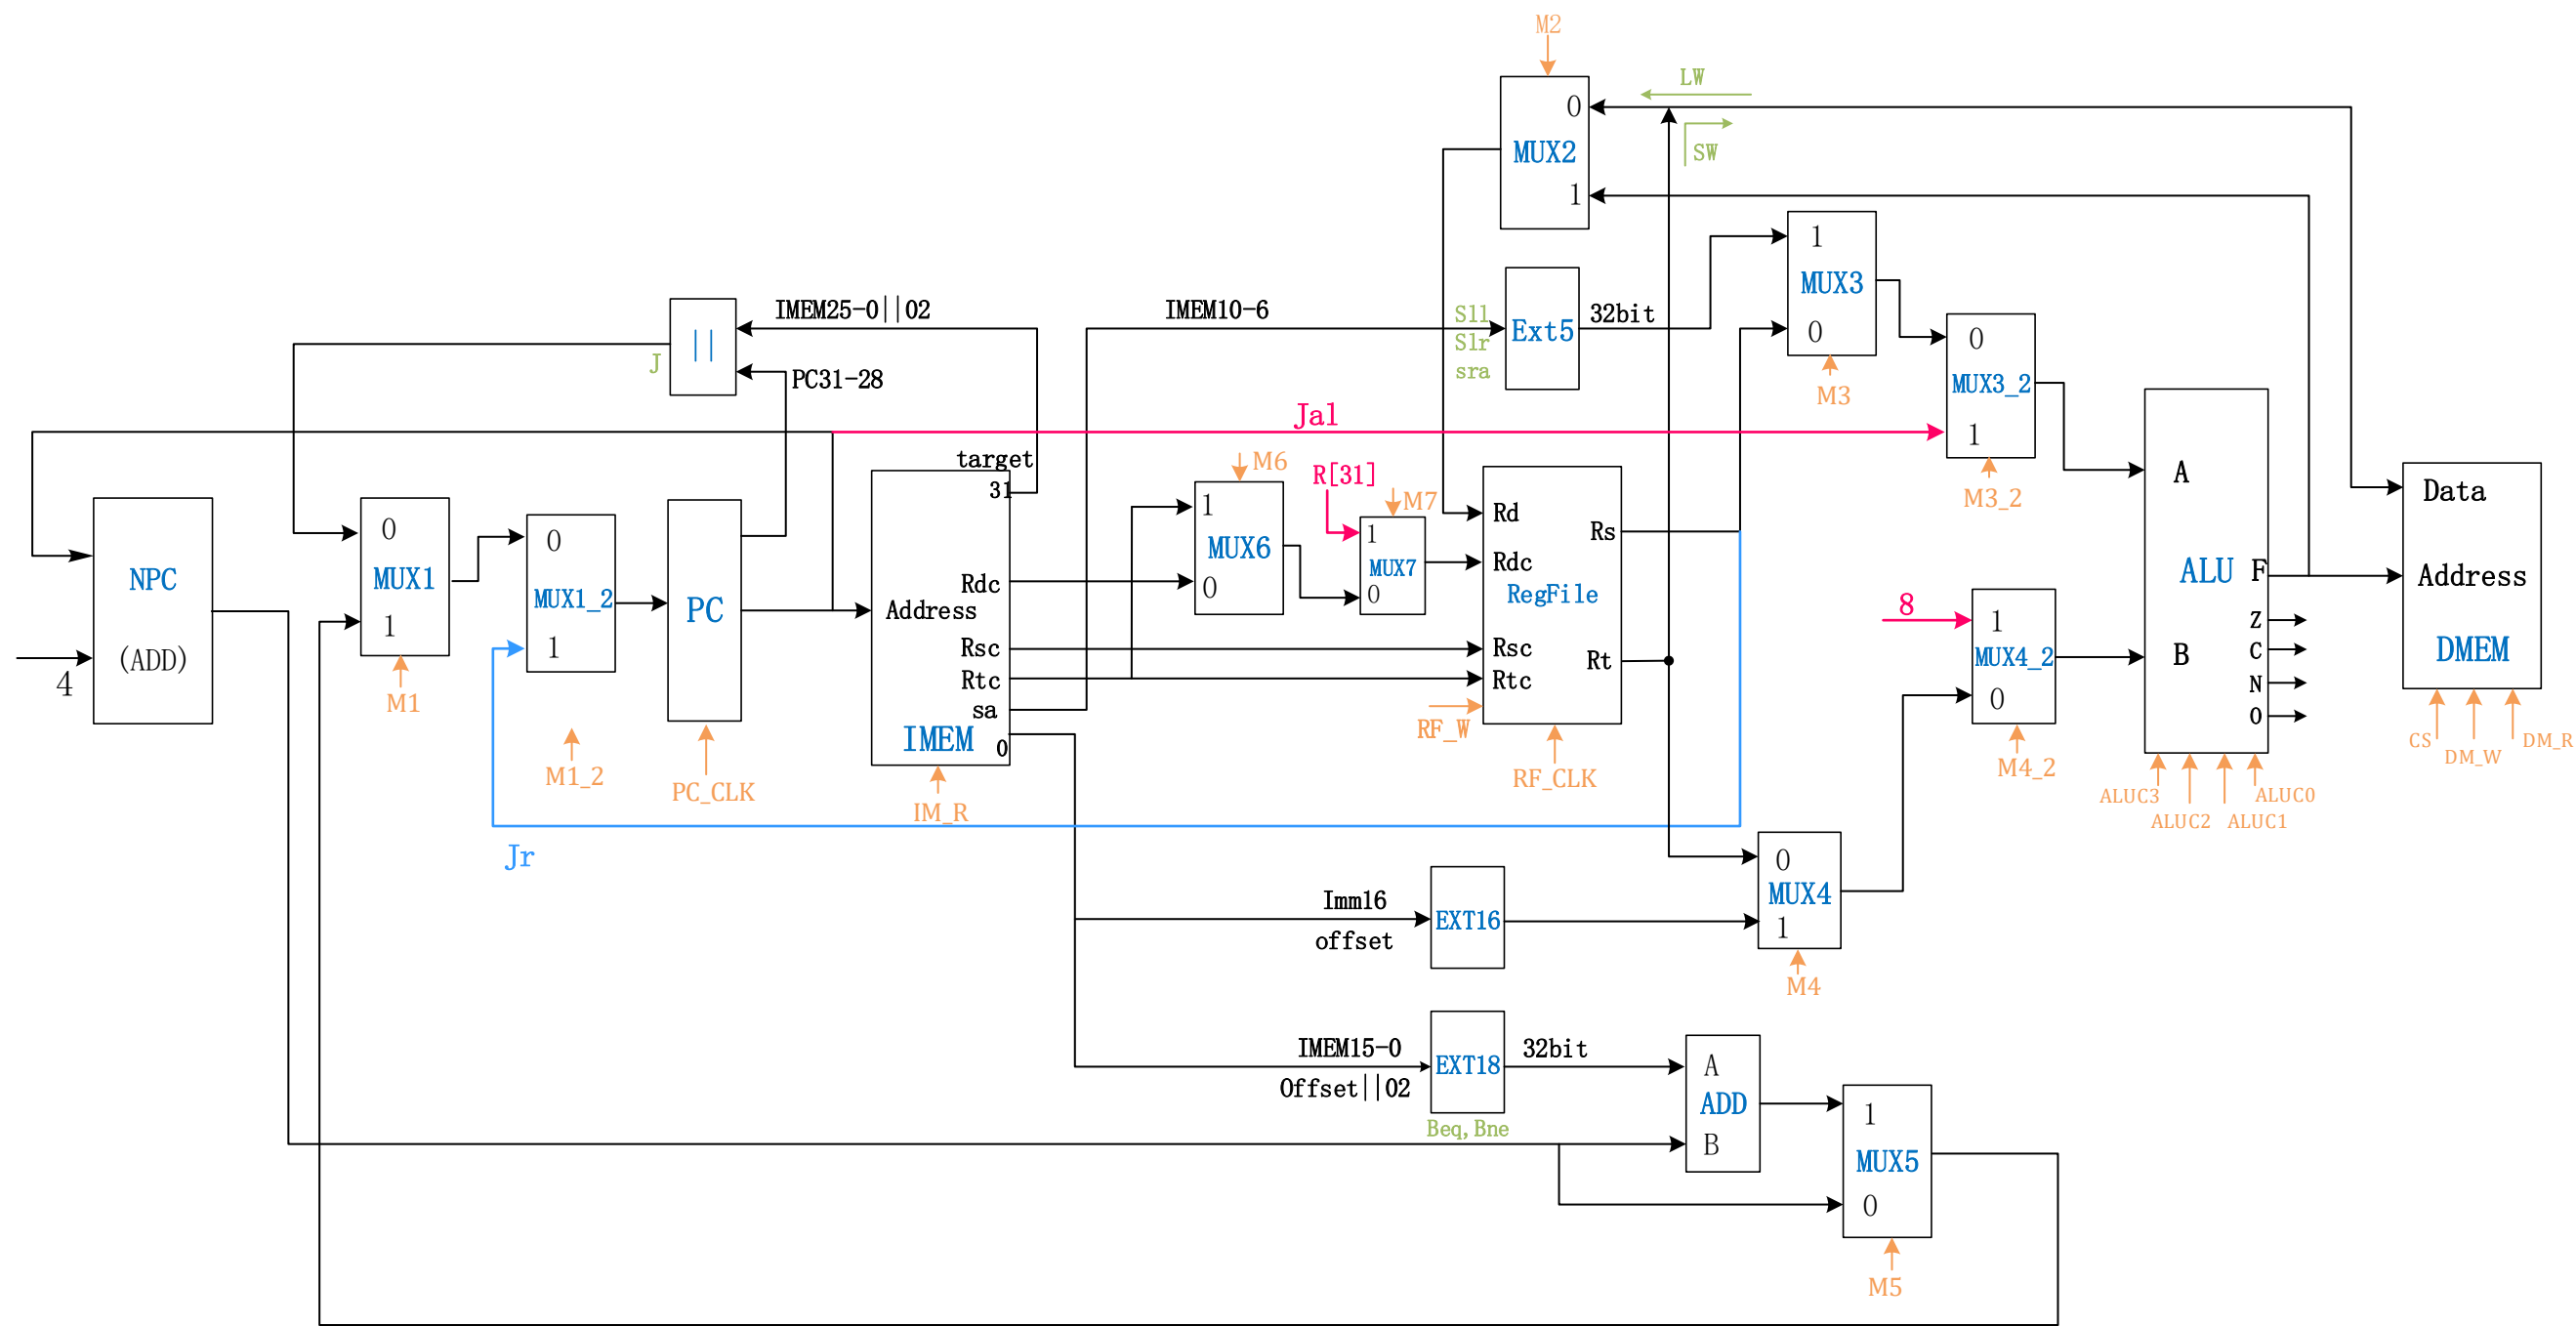 M2
LW
0
MUX2
SW
1
1
MUX3
0
M3
IMEM25-0||02
||
J
PC31-28
IMEM10-6
Sll
Slr
sra
Ext5
32bit
0
MUX3_2
1
M3_2
Jal
target
31
Rdc
Address
Rsc
Rtc
sa
IMEM
0
IM_R
M6
1
MUX6
0
R[31]
M7
1
MUX7
0
Rd
Rs
Rdc
RegFile
Rsc
Rt
Rtc
RF_W
RF_CLK
NPC
(ADD)
4
0
MUX1
1
M1
0
MUX1_2
1
M1_2
PC
PC_CLK
Jr
8
1
MUX4_2
0
M4_2
A
ALU
F
B
Z
C
N
O
ALUC3
ALUC2
ALUC1
ALUC0
Data
Address
DMEM
CS
DM_W
DM_R
Imm16
offset
EXT16
0
MUX4
1
M4
IMEM15-0
Offset||02
EXT18
32bit
Beq,Bne
A
ADD
B
1
MUX5
0
M5